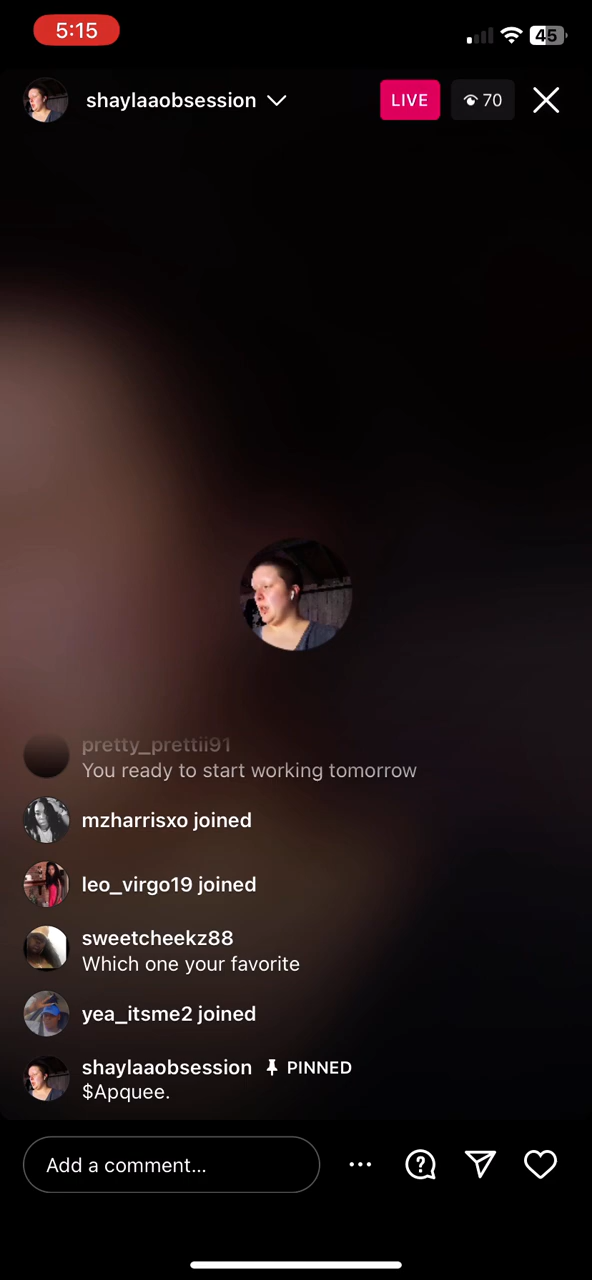 5:15
45
shaylaaobsession
LIVE
70
pretty_prettii91
You ready to start working tomorrow
mzharrisxo joined
leo_virgo19 joined
sweetcheekz88
Which one your favorite
yea_itsme2 joined
shaylaaobsession PINNED
$Apquee.
Add a comment...